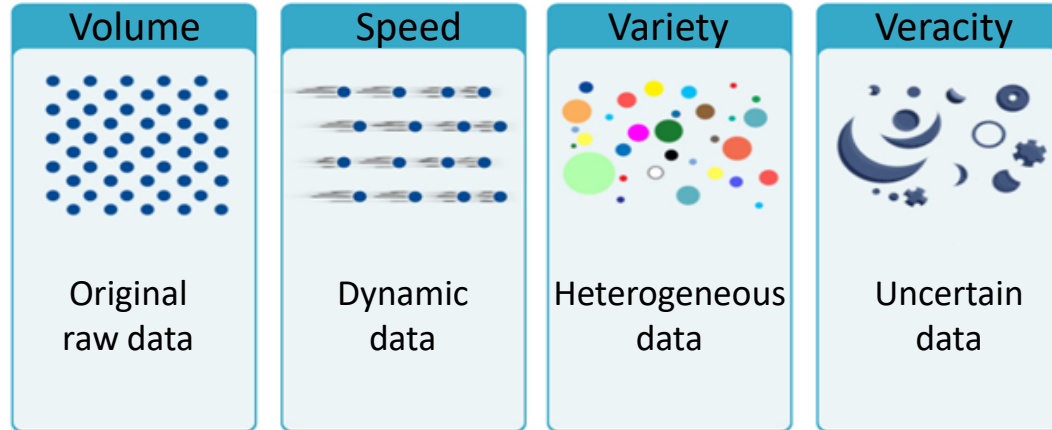 Volume
Original
raw data
Speed
Dynamic
data
Variety
Heterogeneous
data
Veracity
Uncertain
data